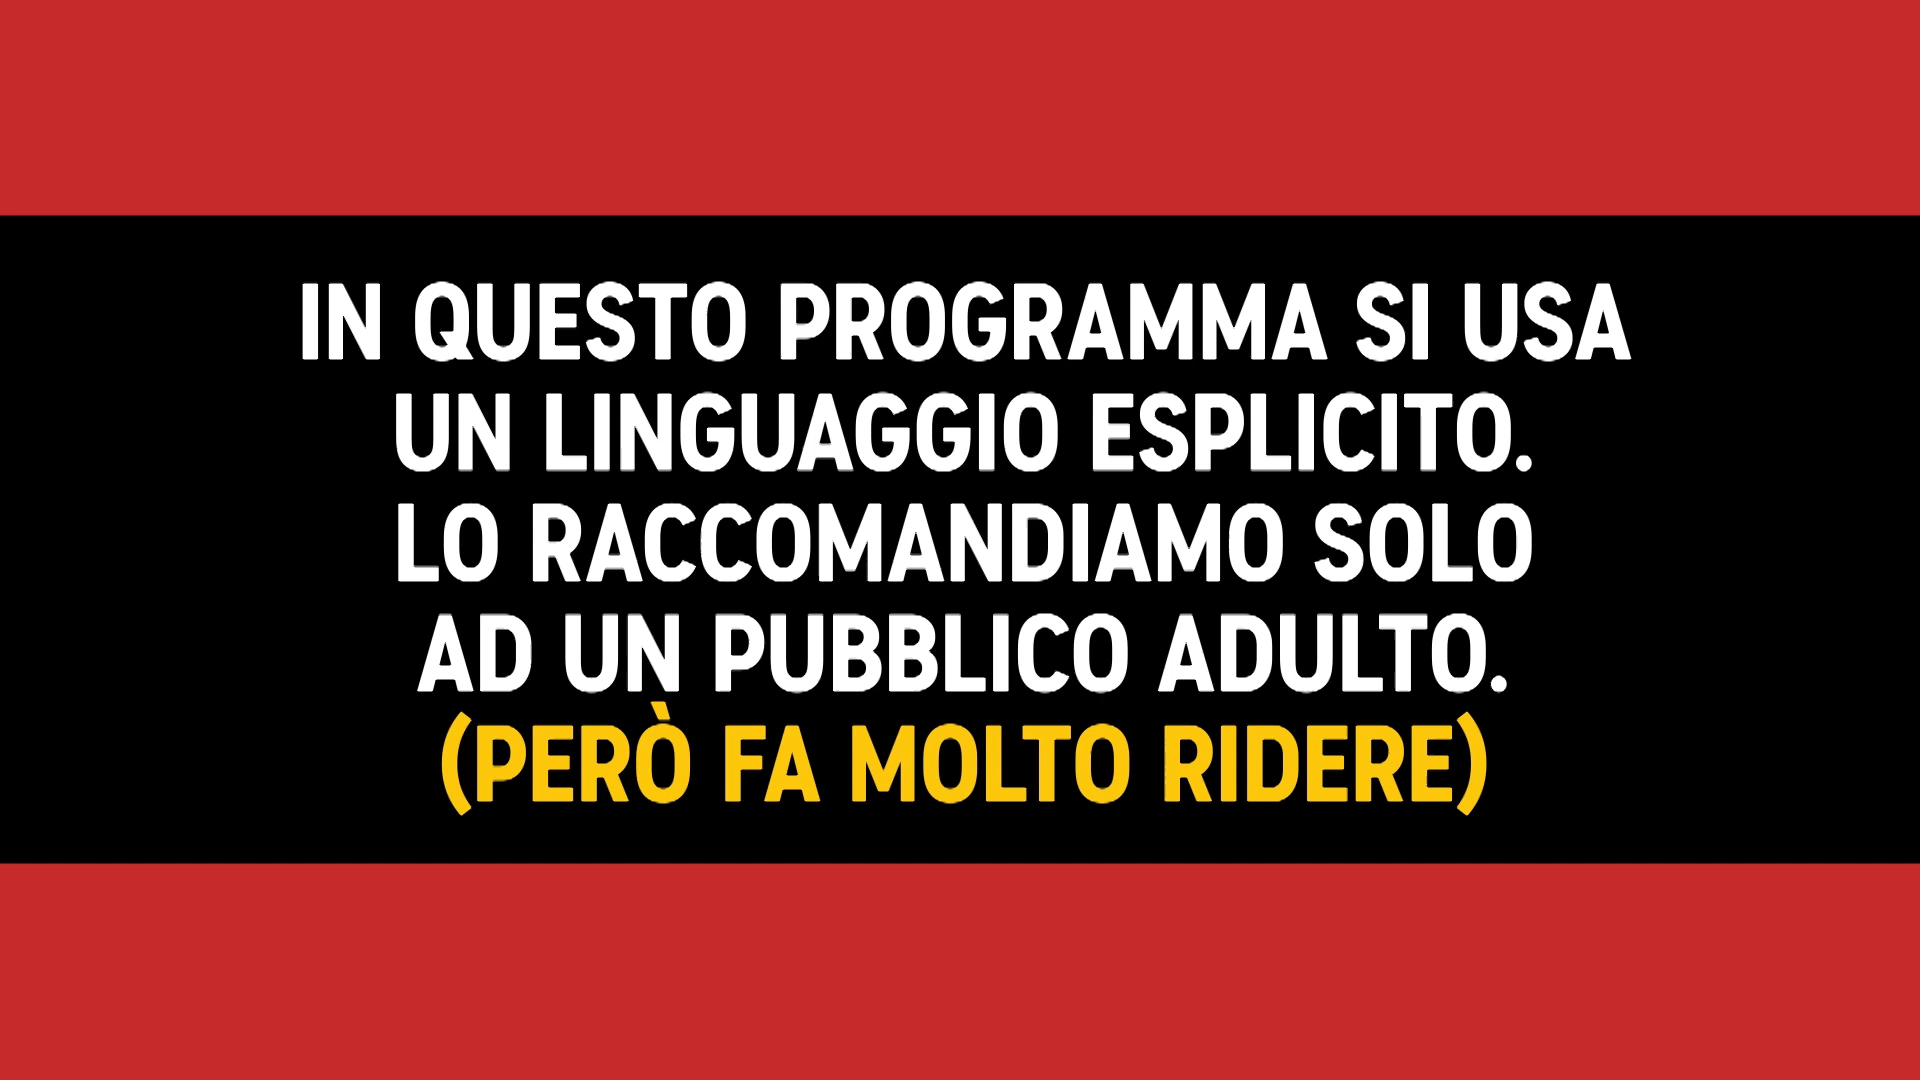 IN QUESTO PROGRAMMA SI USA
UN LINGUAGGIO ESPLICITO.
LO RACCOMANDIAMO SOLO
AD UN PUBBLICO ADULTO.
(PERÒ FA MOLTO RIDERE)